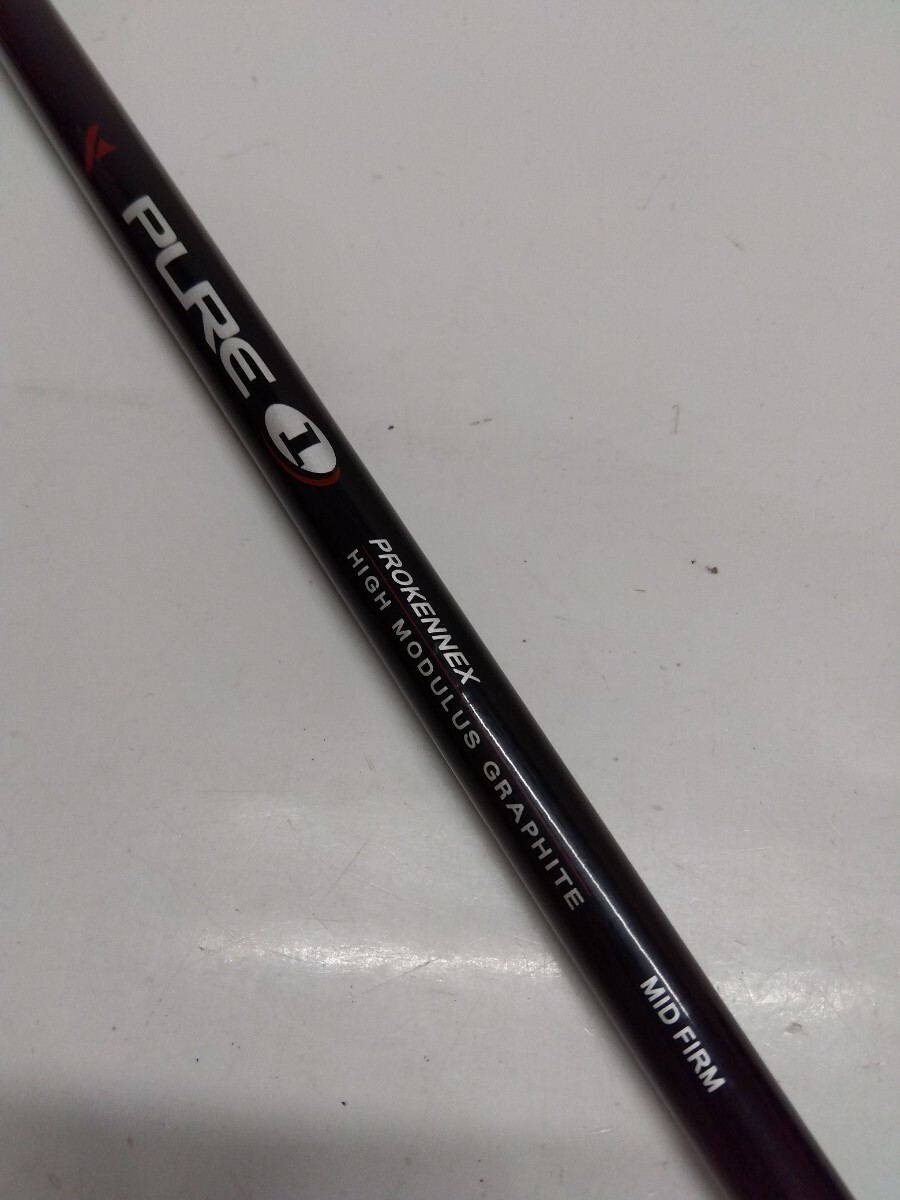 PURE 1
PROKENNEX
HIGH MODULUS GRAPHITE
MID FIRM